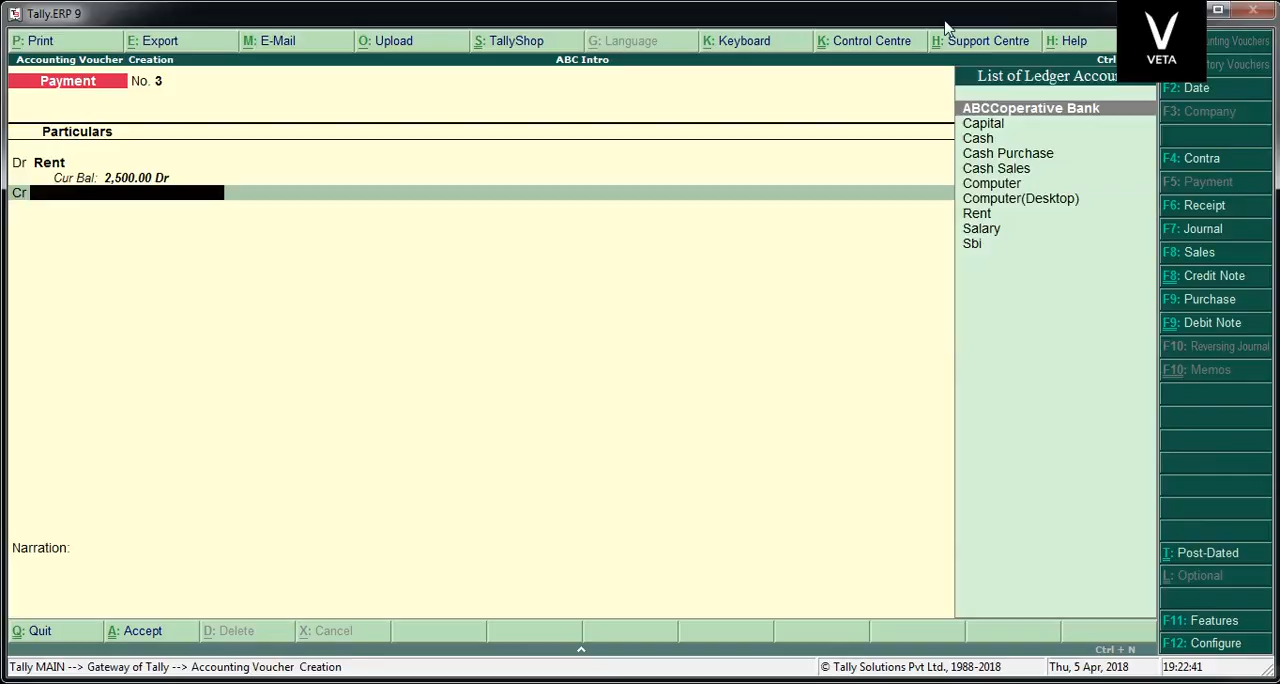 Tally.ERP 9
P: Print
E: Export
M: E-Mail
O: Upload
S: TallyShop
G: Language
K: Keyboard
K: Control Centre
H: Support Centre
H: Help
V
VETA
Accounting Voucher Creation
ABC Intro
Ctrl
unting Vouchers
tory Vouchers
Payment No. 3
List of Ledger Accou
F2: Date
F3: Company
Particulars
F4: Contra
F5: Payment
F6: Receipt
F7: Journal
F8: Sales
F8: Credit Note
F9: Purchase
F9: Debit Note
F10: Reversing Journal
F10: Memos
T: Post-Dated
L: Optional
F11: Features
F12: Configure
Dr Rent
Cur Bal: 2,500.00 Dr
Cr
ABCCoperative Bank
Capital
Cash
Cash Purchase
Cash Sales
Computer
Computer(Desktop)
Rent
Salary
Sbi
Narration:
Q: Quit
A: Accept
D: Delete
X: Cancel
Ctrl + N
Tally MAIN --> Gateway of Tally --> Accounting Voucher Creation
© Tally Solutions Pvt Ltd., 1988-2018
Thu, 5 Apr, 2018
19:22:41